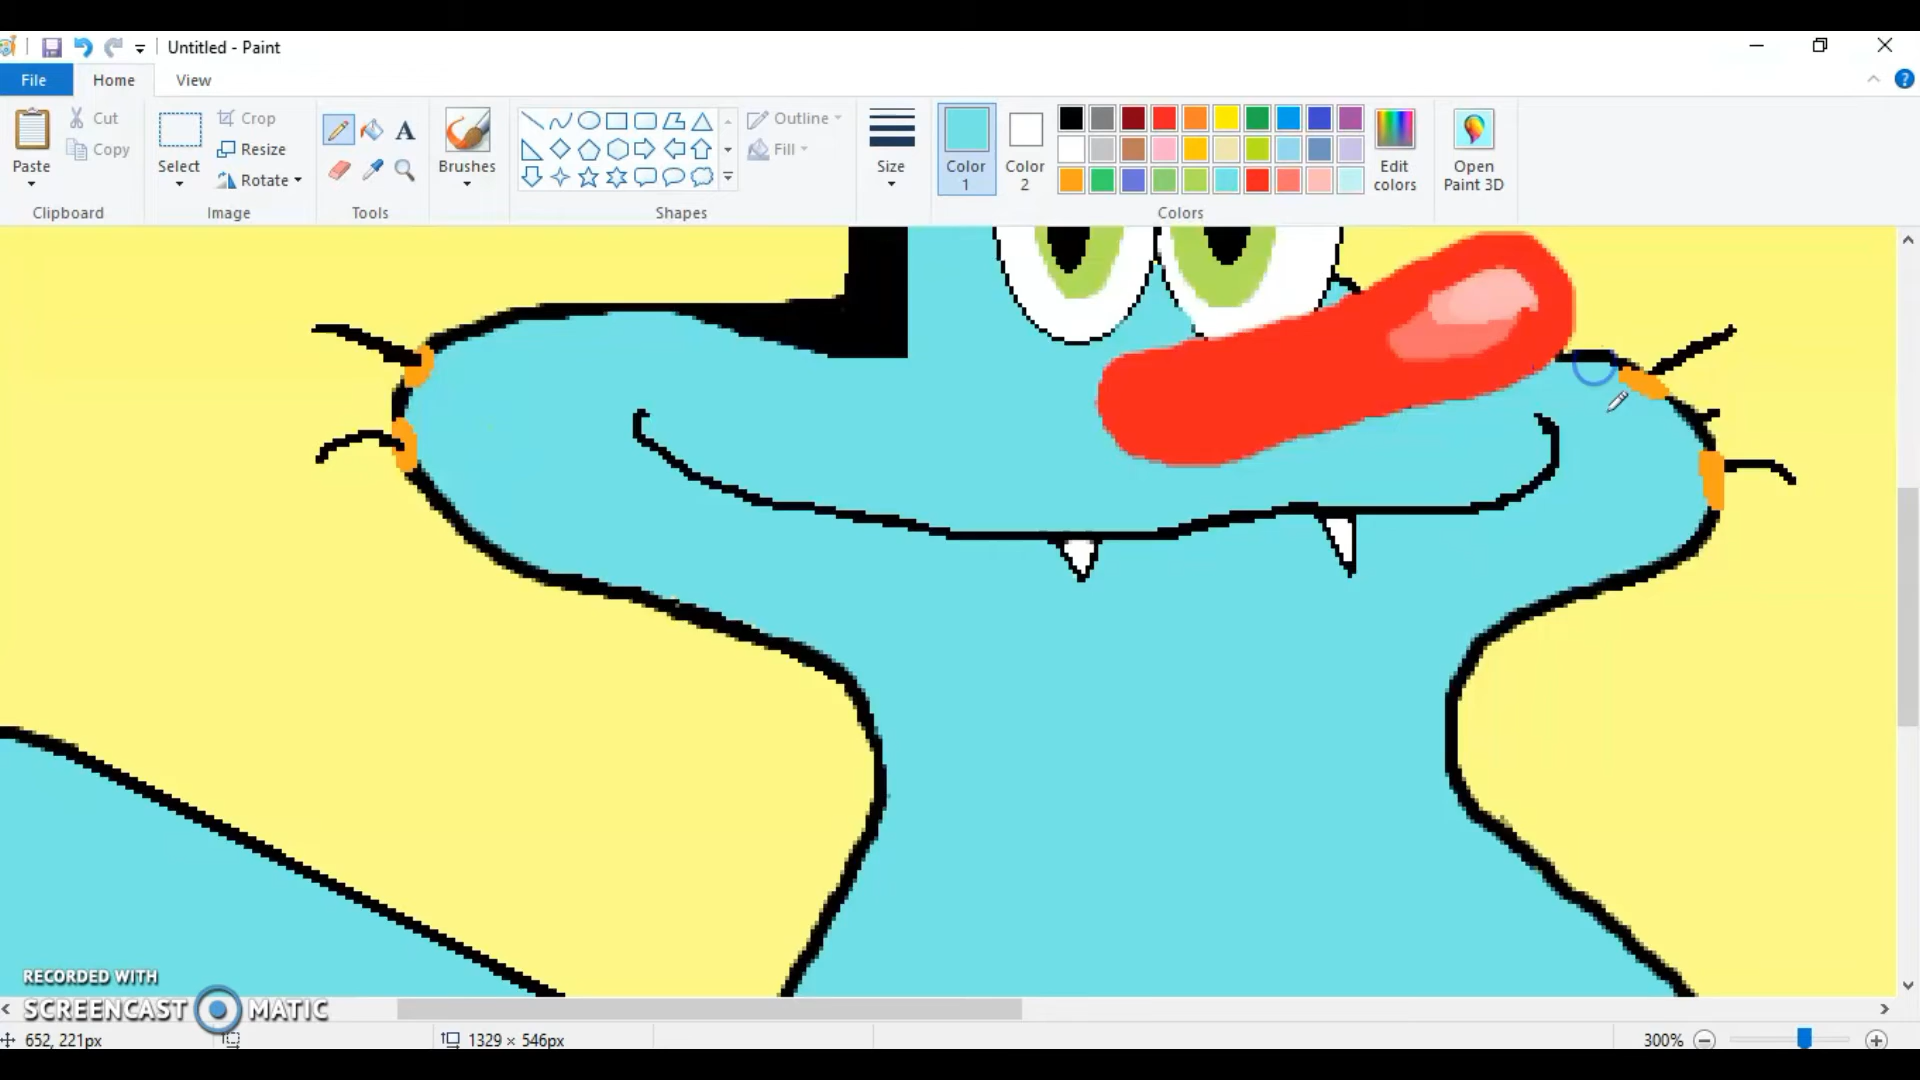 Untitled - Paint
File Home View
Paste
Cut
Copy
Clipboard
Select
Crop
Resize
Rotate
Image
A
Tools
Brushes
Shapes
Outline
Fill
Size
Color
1
Color
2
Colors
Edit
colors
Open
Paint 3D
?
RECORDED WITH
SCREENCAST MATIC
652, 221px
1329 × 546px
300%